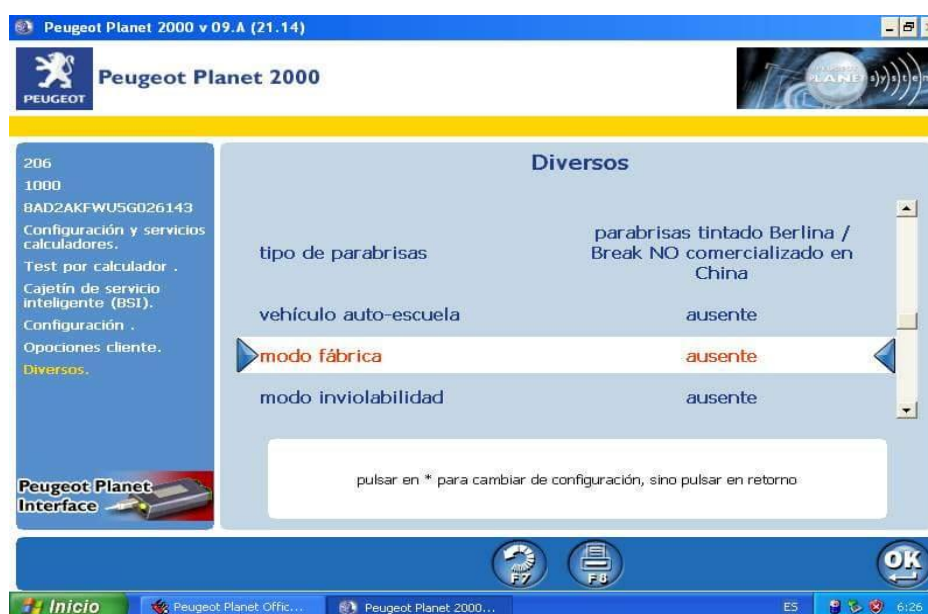 Peugeot Planet 2000 v 09.A (21.14)
PEUGEOT
Peugeot Planet 2000
206
1000
8AD2AKFWU5G026143
Configuración y servicios
calculadores.
Test por calculador .
Cajetín de servicio
inteligente (BSI).
Configuración .
Opociones cliente.
Diversos.
Peugeot Planet
Interface
Diversos
tipo de parabrisas
parabrisas tintado Berlina /
Break NO comercializado en
China
vehículo auto-escuela ausente
modo fábrica ausente
modo inviolabilidad ausente
pulsar en * para cambiar de configuración, sino pulsar en retorno
F7
F8
OK
Inicio
Peugeot Planet Offic...
Peugeot Planet 2000...
ES
6:26